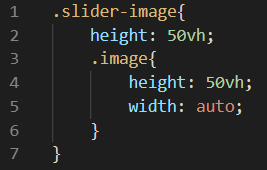 1 .slider-image{
2     height: 50vh;
3     .image{
4         height: 50vh;
5         width: auto;
6     }
7 }